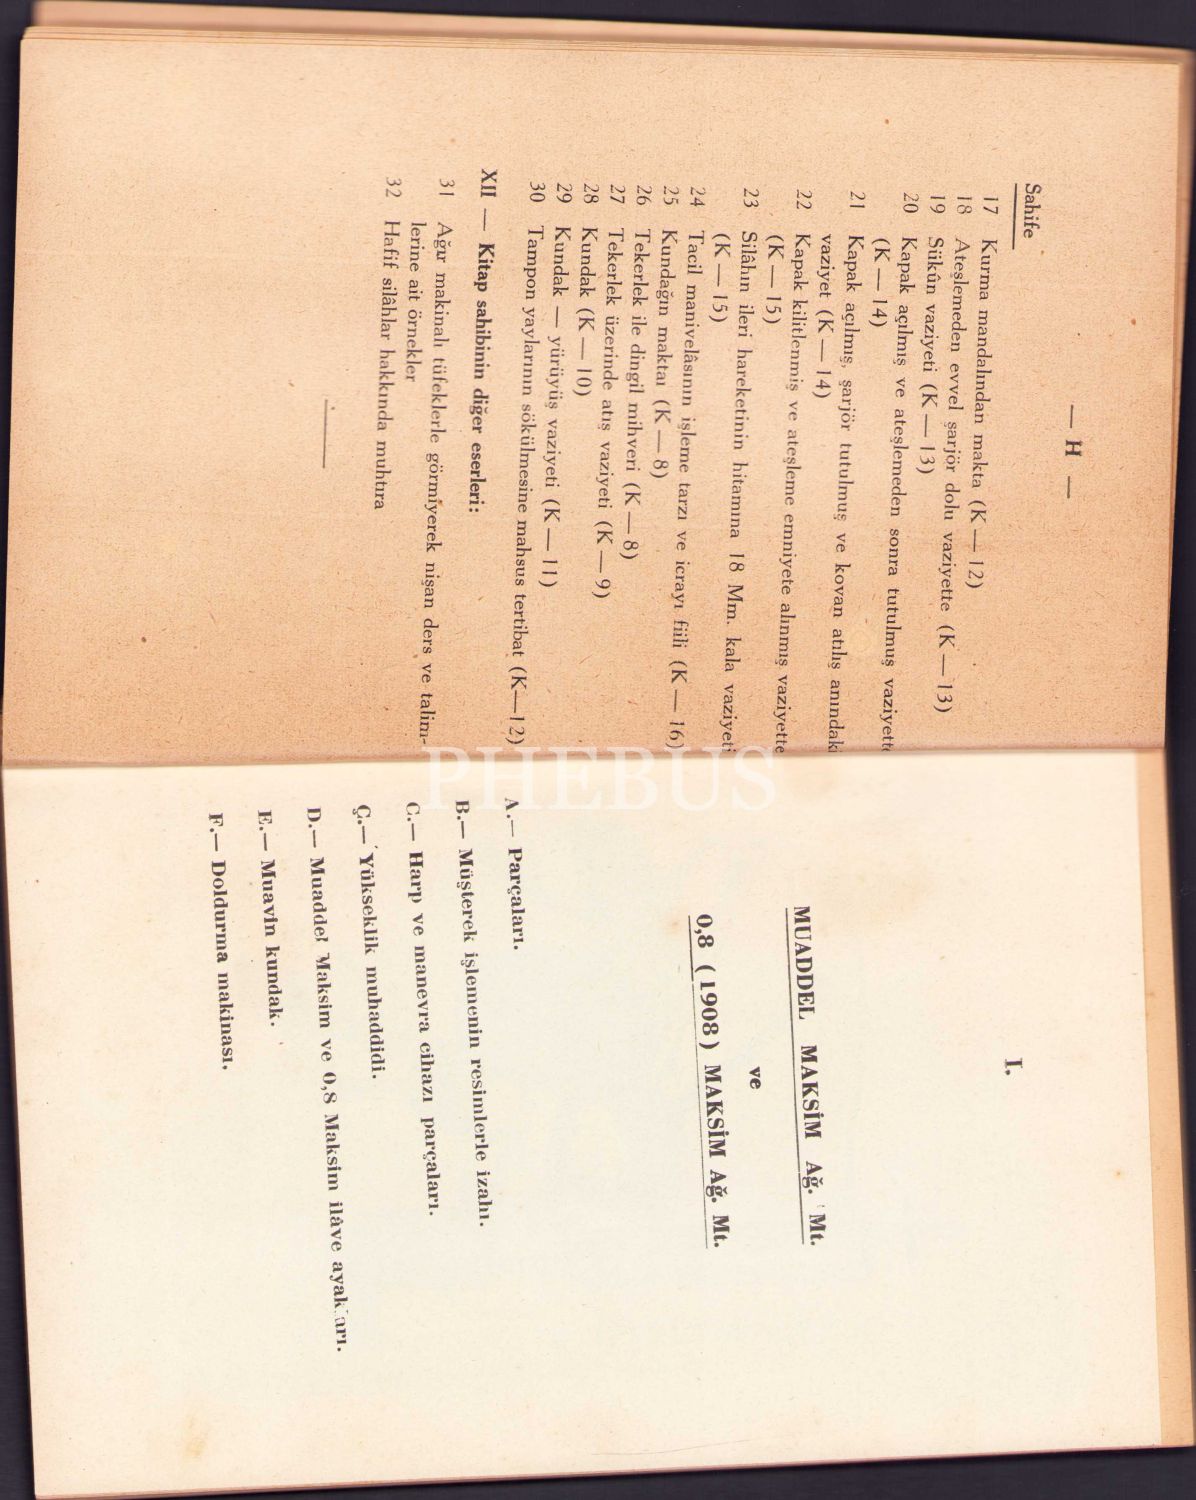 — H —
Sahife
17 Kurma mandalından makta (K — 12)
18 Ateşlemeden evvel şarjör dolu vaziyette (K — 13)
19 Sükûn vaziyeti (K — 13)
20 Kapak açılmış ve ateşlemeden sonra tutulmuş vaziyette
(K — 14)
21 Kapak açılmış, şarjör tutulmuş ve kovan atılış anındaki
vaziyet (K — 14)
22 Kapak kilitlenmiş ve ateşleme emniyete alınmış vaziyette
(K — 15)
23 Silâhın ileri hareketinin hitamına 18 Mm. kala vaziyeti
(K — 15)
24 Tacil manivelâsının işleme tarzı ve icrayı fiili (K — 16)
25 Kundağın maktaı (K — 8)
26 Tekerlek ile dingil mihveri (K — 8)
27 Tekerlek üzerinde atış vaziyeti (K — 9)
28 Kundak (K — 10)
29 Kundak — yürüyüş vaziyeti (K — 11)
30 Tampon yaylarının sökülmesine mahsus tertibat (K—12)
XII — Kitap sahibinin diğer eserleri:
31 Ağır makinalı tüfeklerle görmiyerek nişan ders ve talim-
lerine ait örnekler
32 Hafif silâhlar hakkında muhtıra
I.
MUADDEL MAKSİM Ağ. Mt.
ve
0,8 (1908) MAKSİM Ağ. Mt.
A.— Parçaları.
B.— Müşterek işlemenin resimlerle izahı.
C.— Harp ve manevra cihazı parçaları.
Ç.— Yükseklik muhaddidi.
D.— Muaddel Maksim ve 0,8 Maksim ilâve ayakları.
E.— Muavin kundak.
F.— Doldurma makinası.
PHEBUS